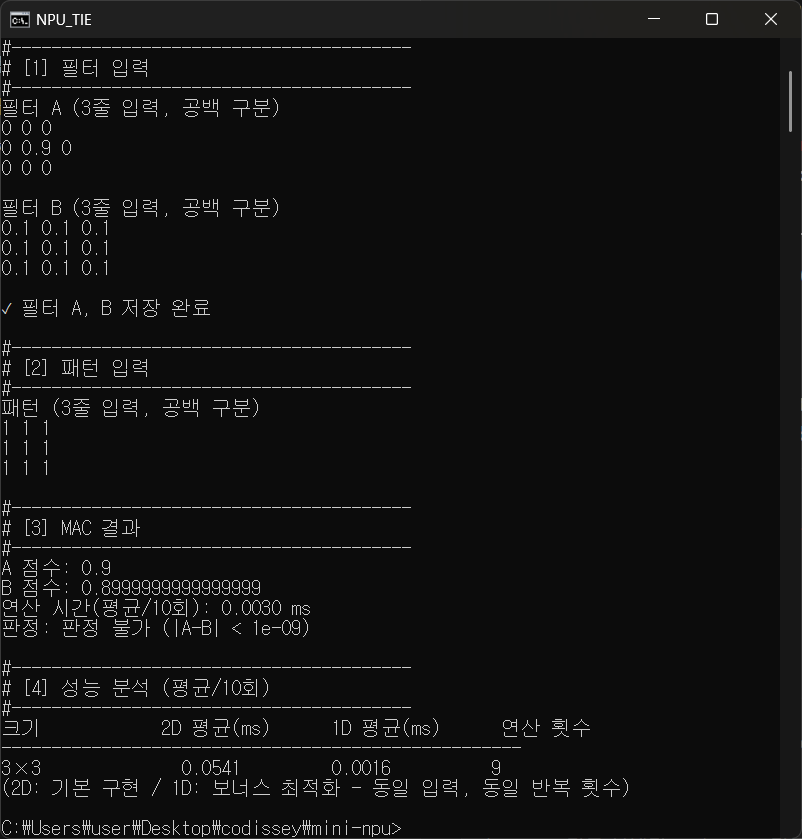 NPU_TIE
#----------------------------------------
# [1] 필터 입력
#----------------------------------------
필터 A (3줄 입력, 공백 구분)
0 0 0
0 0.9 0
0 0 0
필터 B (3줄 입력, 공백 구분)
0.1 0.1 0.1
0.1 0.1 0.1
0.1 0.1 0.1
✓ 필터 A, B 저장 완료
#----------------------------------------
# [2] 패턴 입력
#----------------------------------------
패턴 (3줄 입력, 공백 구분)
1 1 1
1 1 1
1 1 1
#----------------------------------------
# [3] MAC 결과
#----------------------------------------
A 점수: 0.9
B 점수: 0.8999999999999999
연산 시간(평균/10회): 0.0030 ms
판정: 판정 불가 (|A-B| < 1e-09)
#----------------------------------------
# [4] 성능 분석 (평균/10회)
#----------------------------------------
크기 2D 평균(ms) 1D 평균(ms) 연산 횟수
----------------------------------------------------
3×3 0.0541 0.0016 9
(2D: 기본 구현 / 1D: 보너스 최적화 - 동일 입력, 동일 반복 횟수)
C:₩Users₩user₩Desktop₩codissey₩mini-npu>